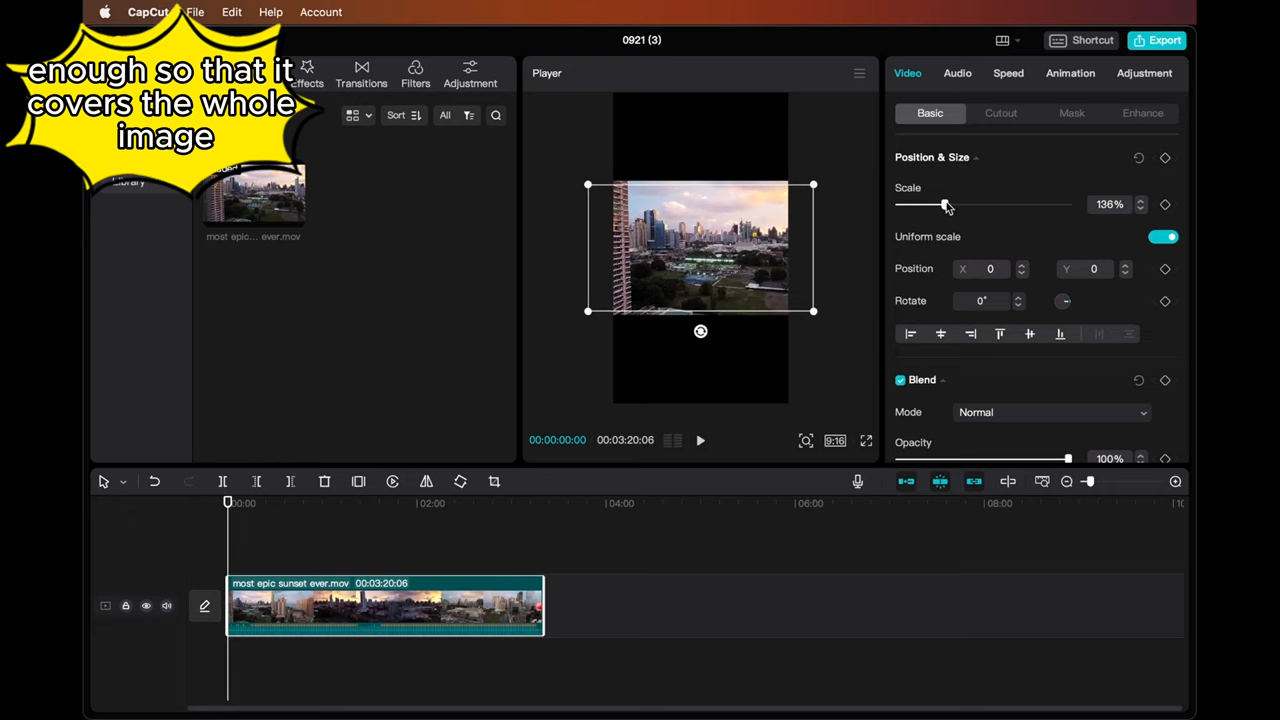 CapCut File Edit Help Account
enough so that it
covers the whole
image
0921 (3)
Shortcut
Export
Transitions
Filters
Adjustment
Sort
All
most epic... ever.mov
Player
00:00:00:00 00:03:20:06
9:16
Video Audio Speed Animation Adjustment
Basic Cutout Mask Enhance
Position & Size
Scale
136%
Uniform scale
Position X 0 Y 0
Rotate 0°
Blend
Mode Normal
Opacity
100%
00:00 02:00 04:00 06:00 08:00
most epic sunset ever.mov 00:03:20:06